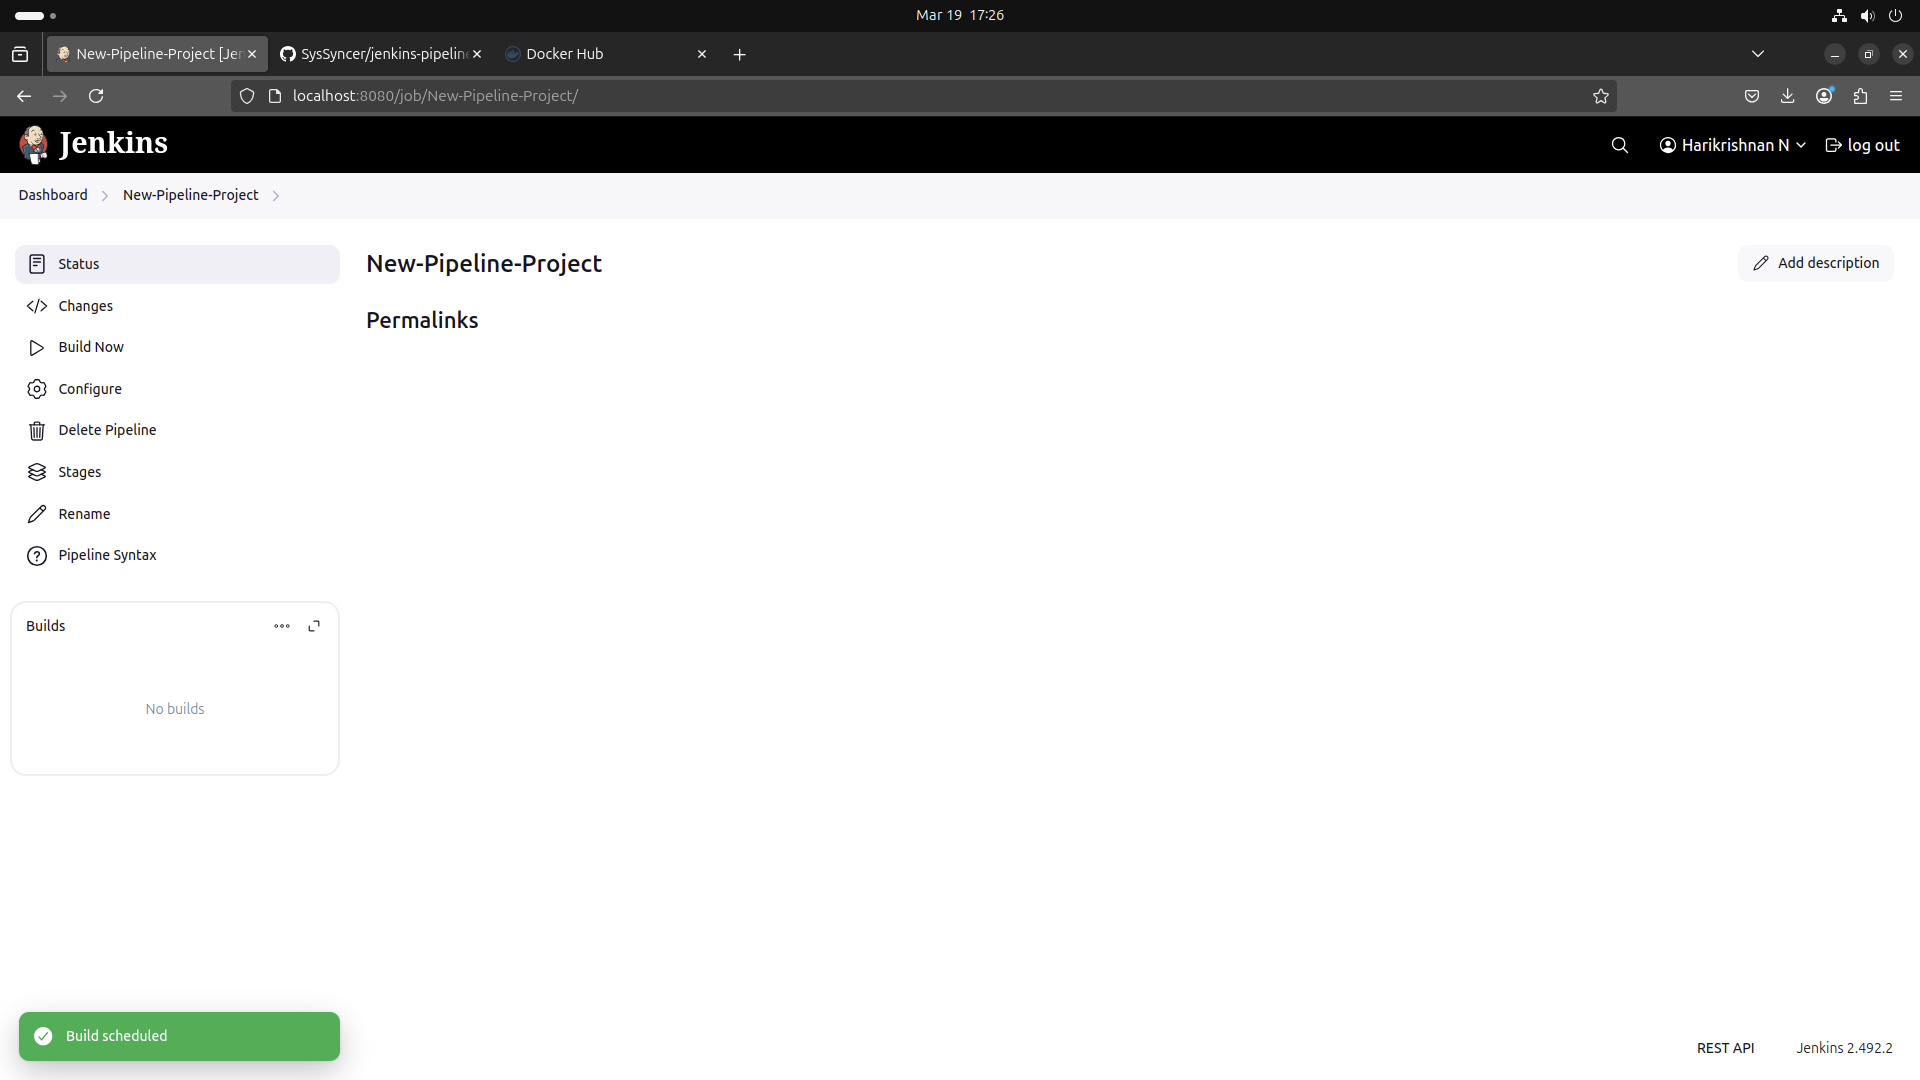 Mar 19 17:26
New-Pipeline-Project [Jen
SysSyncer/jenkins-pipeline
Docker Hub
localhost:8080/job/New-Pipeline-Project/
Jenkins
Harikrishnan N
log out
Dashboard
New-Pipeline-Project
Status
Changes
Build Now
Configure
Delete Pipeline
Stages
Rename
Pipeline Syntax
New-Pipeline-Project
Add description
Permalinks
Builds
No builds
Build scheduled
REST API
Jenkins 2.492.2